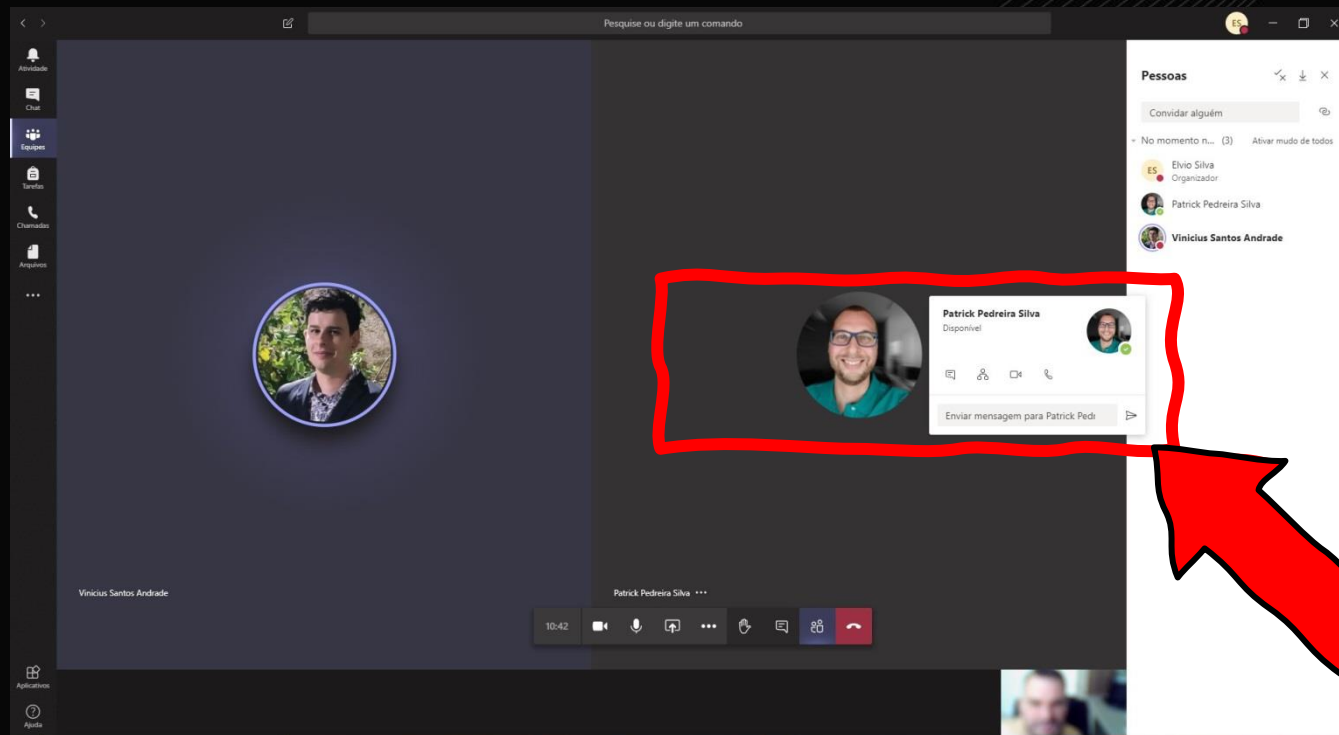 Pesquise ou digite um comando
ES
Atividade
Chat
Equipes
Tarefas
Chamadas
Arquivos
Aplicativos
Ajuda
Vinicius Santos Andrade
Patrick Pedreira Silva
Disponível
Enviar mensagem para Patrick Pedr
Patrick Pedreira Silva •••
10:42
Pessoas
Convidar alguém
No momento n... (3) Ativar mudo de todos
ES
Elvio Silva
Organizador
Patrick Pedreira Silva
Vinicius Santos Andrade